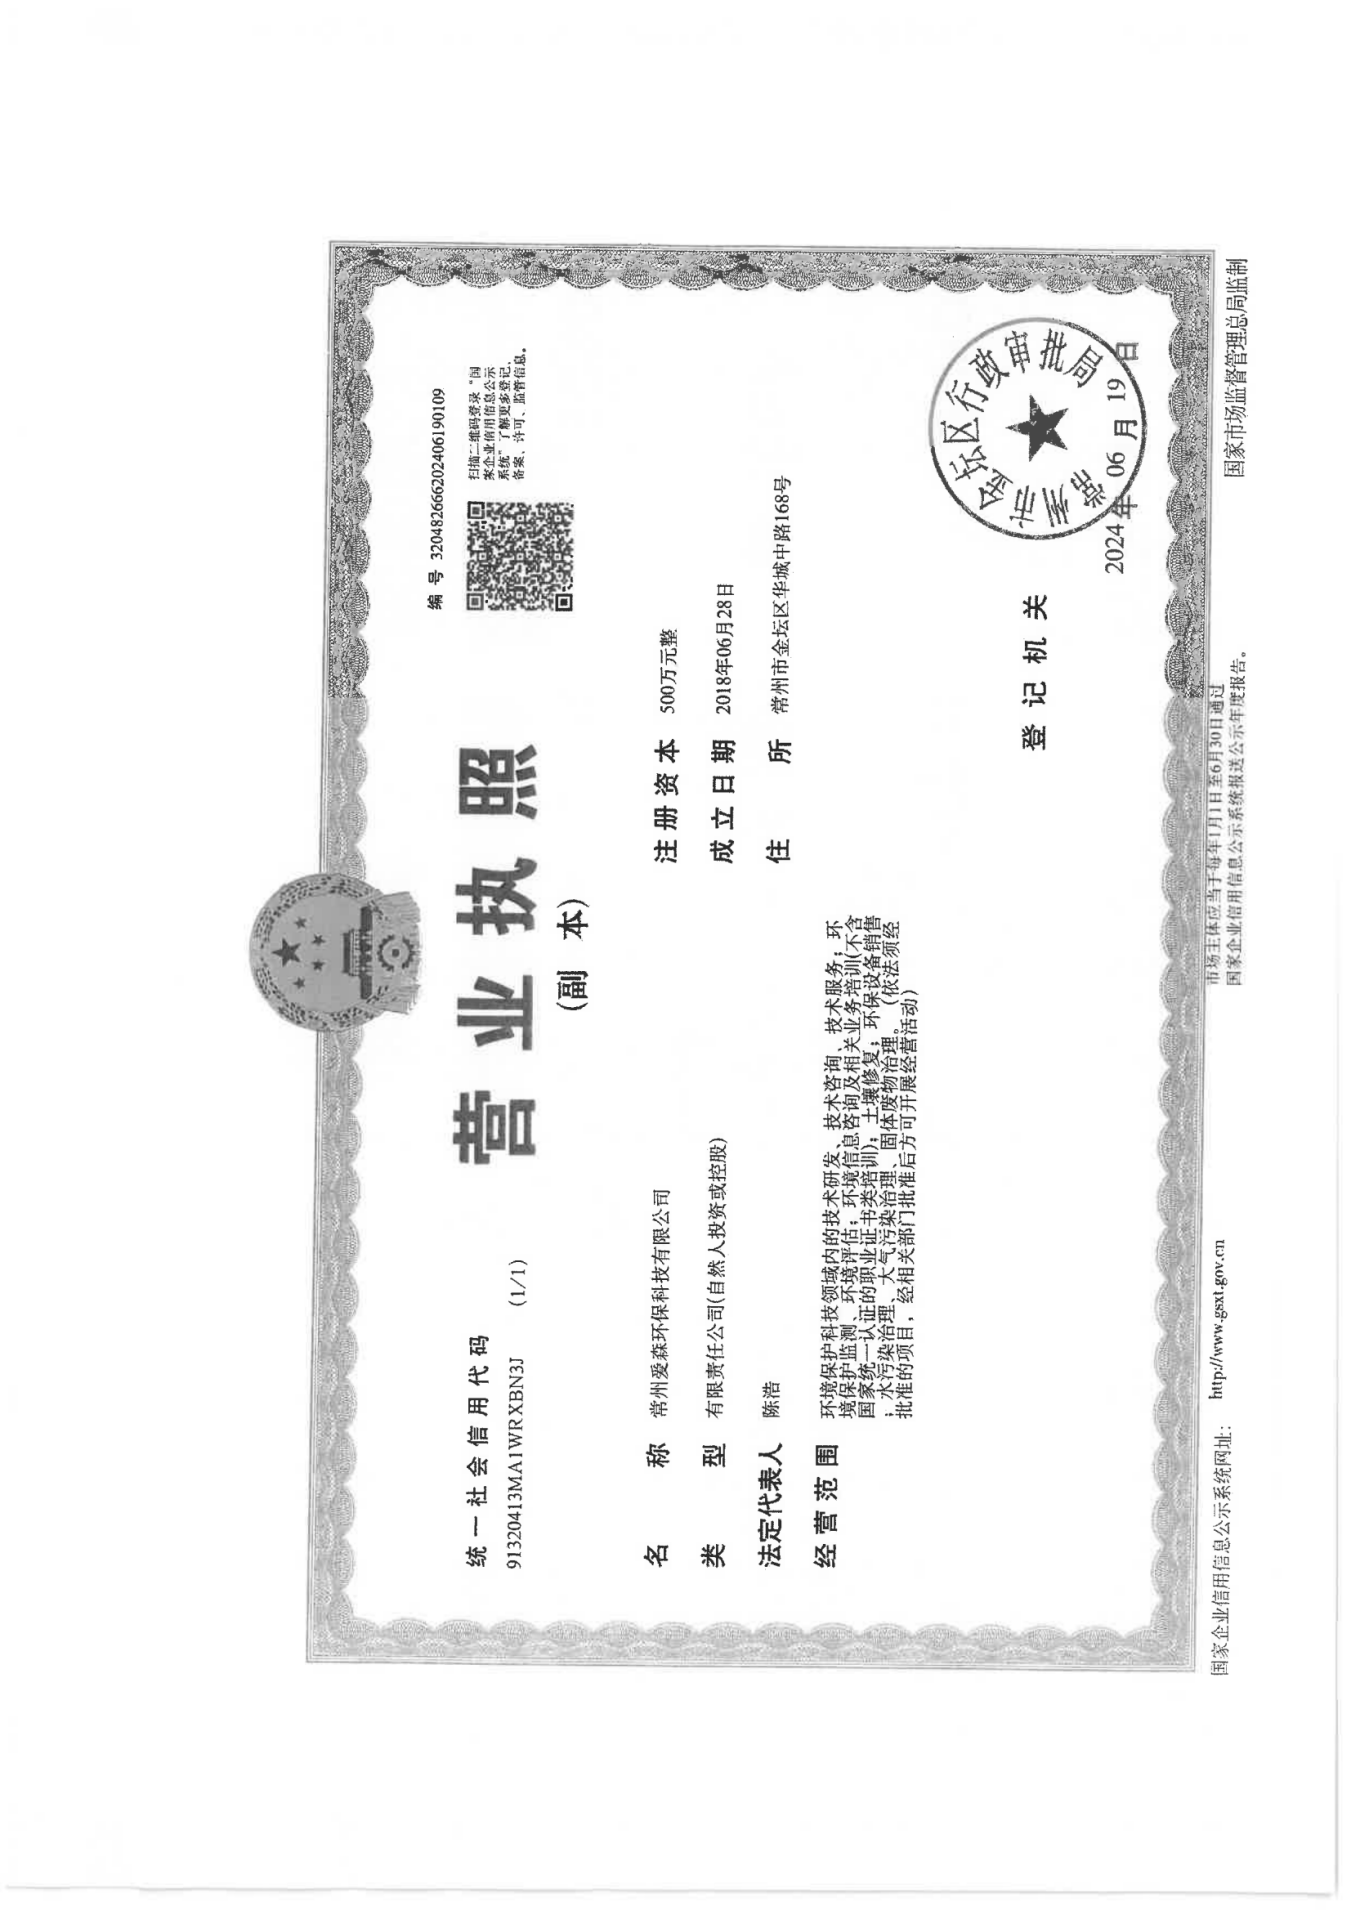 编 号 320482666202406190109
统一社会信用代码
91320413MA1WRXBN3J (1/1)
营业执照
(副 本)
扫描二维码登录“国
家企业信用信息公示
系统”了解更多登记、
备案、许可、监管信息。
名 称 常州爱森环保科技有限公司
类 型 有限责任公司(自然人投资或控股)
法定代表人 陈浩
经营范围 环境保护科技领域内的技术研发、技术咨询、技术服务；环
境保护监测、环境评估；环境信息咨询及相关业务培训(不含
国家统一认证的职业证书类培训)；土壤修复；环保设备销售
；水污染治理、大气污染治理、固体废物治理。（依法须经
批准的项目，经相关部门批准后方可开展经营活动）
注册资本 500万元整
成立日期 2018年06月28日
住 所 常州市金坛区华城中路168号
登记机关
常州市金坛区行政审批局
2024 年 06 月 19 日
国家企业信用信息公示系统网址： http://www.gsxt.gov.cn
市场主体应当于每年1月1日至6月30日通过
国家企业信用信息公示系统报送公示年度报告。
国家市场监督管理总局监制